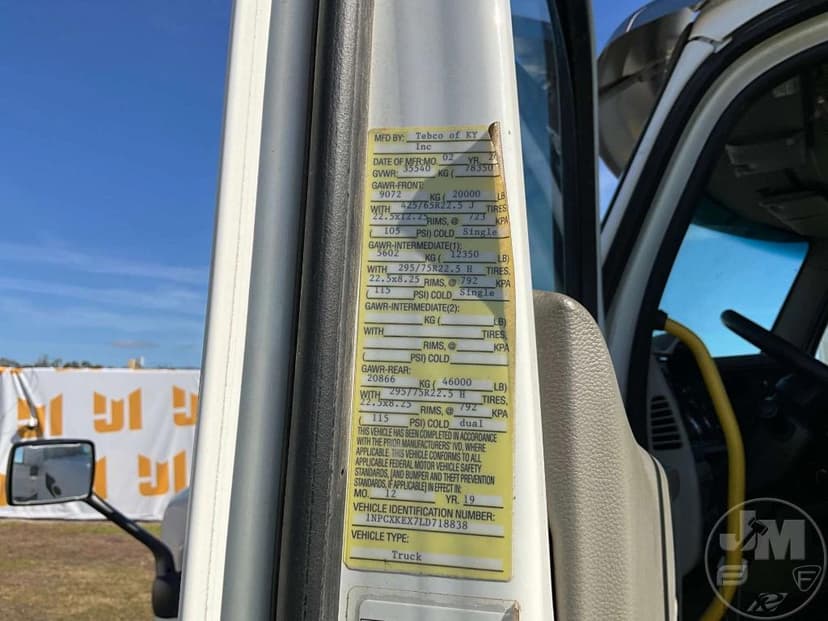 MFD BY: Tebco of KY
Inc
DATE OF MFR: MO. 02 YR.
GVWR: 35540 KG ( 78350
GAWR-FRONT:
9072 KG ( 20000 LB
WITH 425/65R22.5 J TIRES,
22.5x12.25 RIMS, @ 723 KPA
( 105 PSI) COLD Single
GAWR-INTERMEDIATE(1):
5602 KG ( 12350 LB)
WITH 295/75R22.5 H TIRES,
22.5x8.25 RIMS, @ 792 KPA
( 115 PSI) COLD Single
GAWR-INTERMEDIATE(2):
KG ( LB)
WITH TIRES,
RIMS, @ KPA
( PSI) COLD
GAWR-REAR:
20866 KG ( 46000 LB)
WITH 295/75R22.5 H TIRES,
22.5x8.25 RIMS, @ 792 KPA
( 115 PSI) COLD dual
THIS VEHICLE HAS BEEN COMPLETED IN ACCORDANCE
WITH THE PRIOR MANUFACTURERS' IVD, WHERE
APPLICABLE. THIS VEHICLE CONFORMS TO ALL
APPLICABLE FEDERAL MOTOR VEHICLE SAFETY
STANDARDS, (AND BUMPER AND THEFT PREVENTION
STANDARDS, IF APPLICABLE) IN EFFECT IN:
MO. 12 YR. 19
VEHICLE IDENTIFICATION NUMBER:
1NPCXKEX7LD718838
VEHICLE TYPE:
Truck
JM